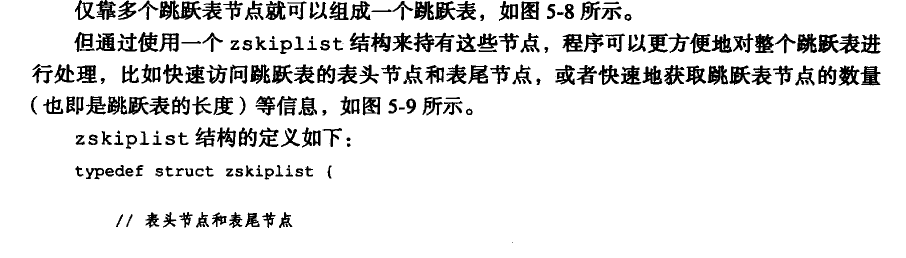 仅靠多个跳跃表节点就可以组成一个跳跃表，如图 5-8 所示。
但通过使用一个 zskiplist 结构来持有这些节点，程序可以更方便地对整个跳跃表进
行处理，比如快速访问跳跃表的表头节点和表尾节点，或者快速地获取跳跃表节点的数量
（也即是跳跃表的长度）等信息，如图 5-9 所示。
zskiplist 结构的定义如下：
typedef struct zskiplist {
// 表头节点和表尾节点